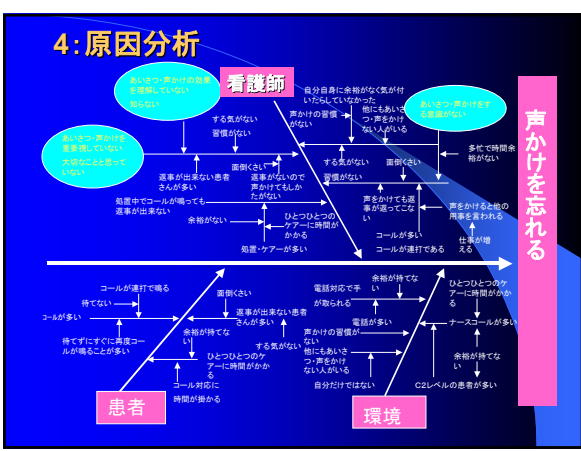 4:原因分析
あいさつ・声かけの効果
を理解していない
知らない
看護師
自分自身に余裕がなく気が付
いたらしていなかった
あいさつ・声かけをす
る意識がない
声かけの習慣
がない
他にもあいさ
つ・声をかけ
ない人がいる
あいさつ・声かけを
重要視していない
大切なことと思って
いない
する気がない
習慣がない
多忙で時間余
裕がない
面倒くさい
する気がない
面倒くさい
返事が出来ない患者
さんが多い
返事がないので
声かけてもしか
たがない
習慣がない
処置中でコールが鳴っても
返事が出来ない
声をかけても返
事が返ってこな
い
声をかけると他の
用事を言われる
余裕がない
ひとつひとつの
ケアーに時間が
かかる
処置・ケアーが多い
コールが多い
コールが連打である
仕事が増
える
声かけを忘れる
コールが連打で鳴る
待てない
面倒くさい
コールが多い
返事が出来ない患者
さんが多い
待てずにすぐに再度コー
ルが鳴ることが多い
余裕が持てな
い
する気がない
ひとつひとつのケ
アーに時間がかか
る
コール対応に
時間が掛かる
患者
電話対応で手
が取られる
余裕が持てな
い
ひとつひとつのケ
アーに時間がかか
る
電話が多い
ナースコールが多い
声かけの習慣が
ない
他にもあいさ
つ・声をかけ
ない人がいる
余裕が持てな
い
自分だけではない
C2レベルの患者が多い
環境